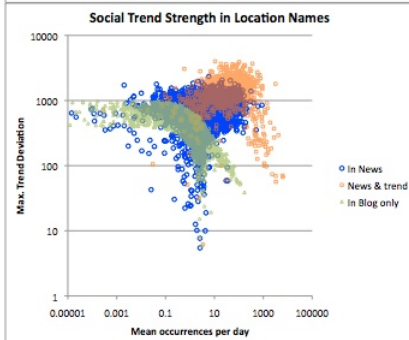 Social Trend Strength in Location Names
10000
1000
100
10
1
Max. Trend Deviation
0.00001
0.001
0.1
10
1000
100000
Mean occurrences per day
In News
News & trend
In Blog only